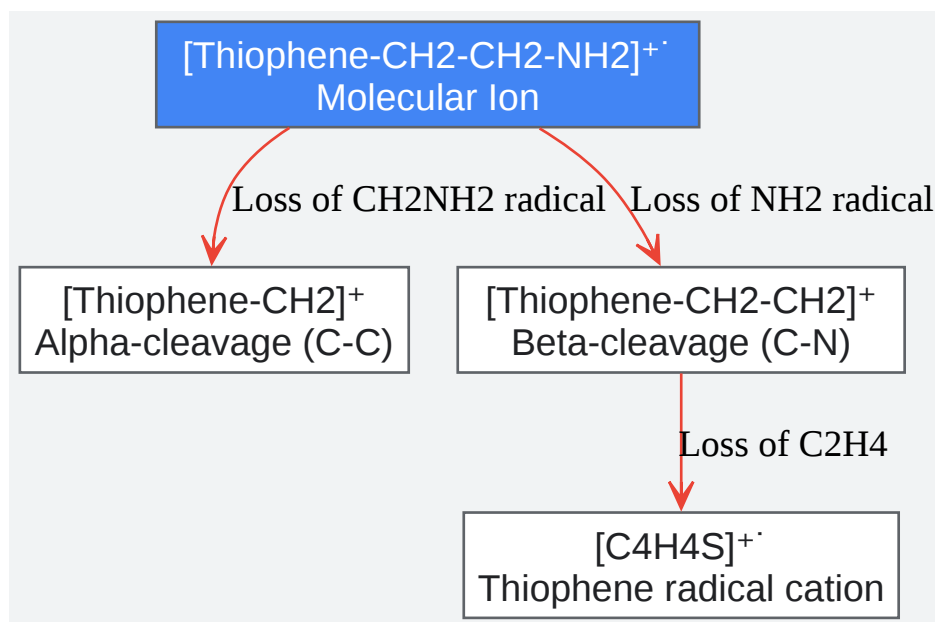 [Thiophene-CH2-CH2-NH2]⁺˙
Molecular Ion
Loss of CH2NH2 radical
Loss of NH2 radical
[Thiophene-CH2]⁺
Alpha-cleavage (C-C)
[Thiophene-CH2-CH2]⁺
Beta-cleavage (C-N)
Loss of C2H4
[C4H4S]⁺˙
Thiophene radical cation